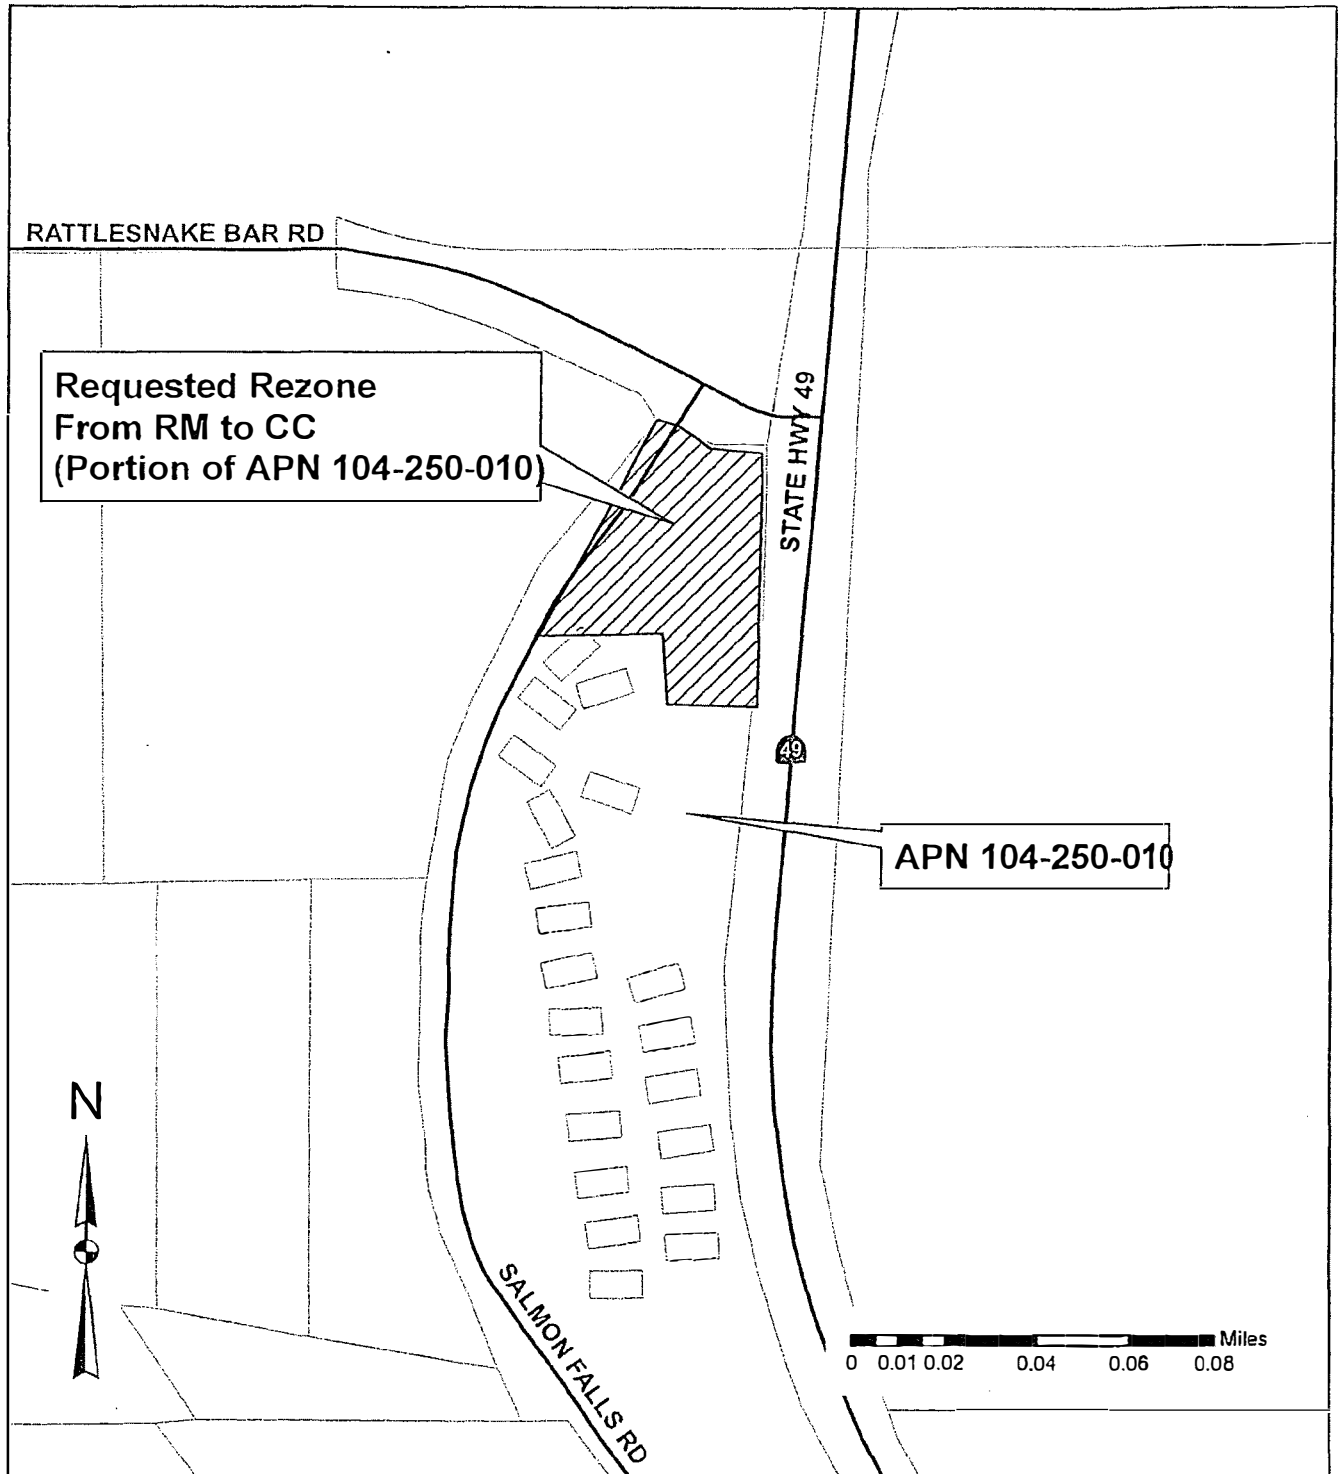 RATTLESNAKE BAR RD
Requested Rezone
From RM to CC
(Portion of APN 104-250-010)
STATE HWY 49
49
APN 104-250-010
N
SALMON FALLS RD
Miles
0 0.01 0.02 0.04 0.06 0.08